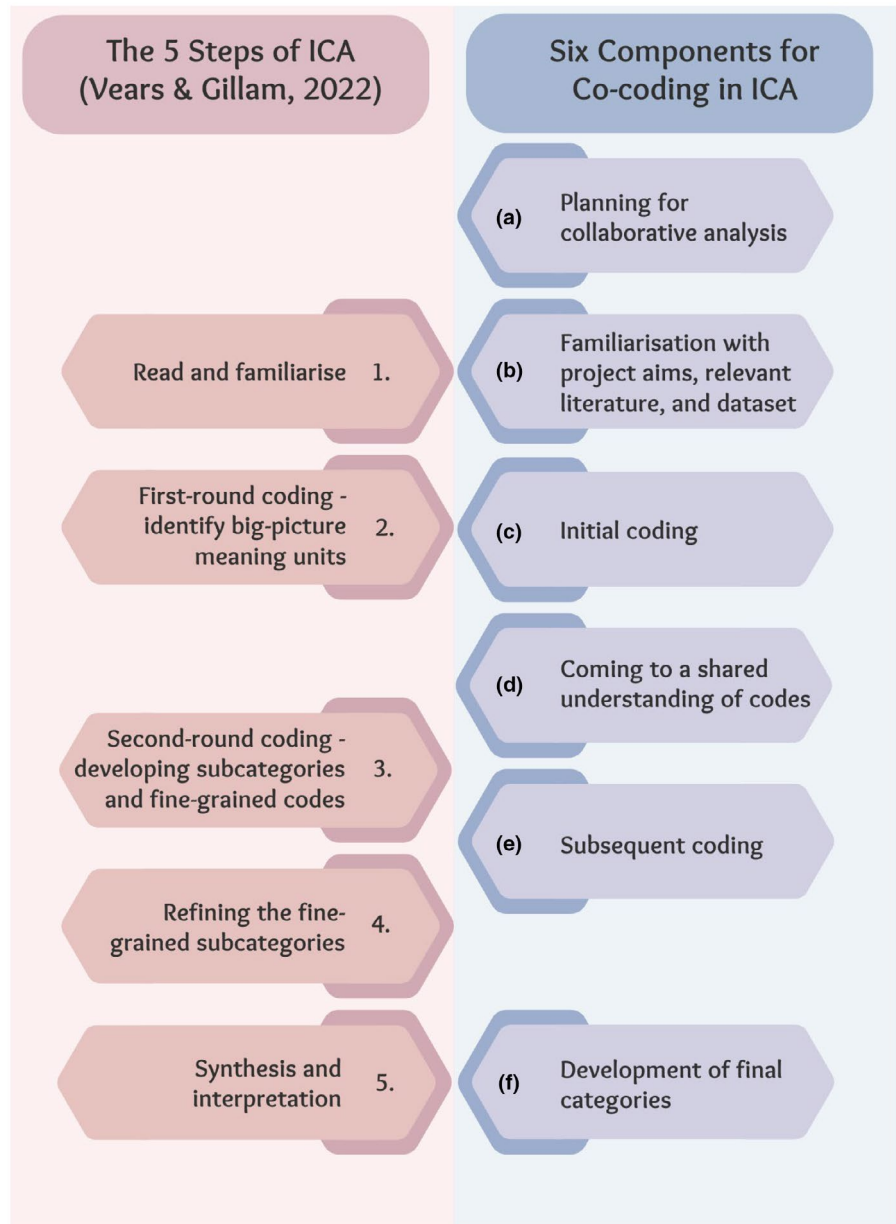 The 5 Steps of ICA
(Vears & Gillam, 2022)
Six Components for
Co-coding in ICA
(a)
Planning for
collaborative analysis
Read and familiarise 1.
(b)
Familiarisation with
project aims, relevant
literature, and dataset
First-round coding -
identify big-picture
meaning units
2.
(c)
Initial coding
(d)
Coming to a shared
understanding of codes
Second-round coding -
developing subcategories
and fine-grained codes
3.
(e)
Subsequent coding
Refining the fine-
grained subcategories
4.
Synthesis and
interpretation
5.
(f)
Development of final
categories